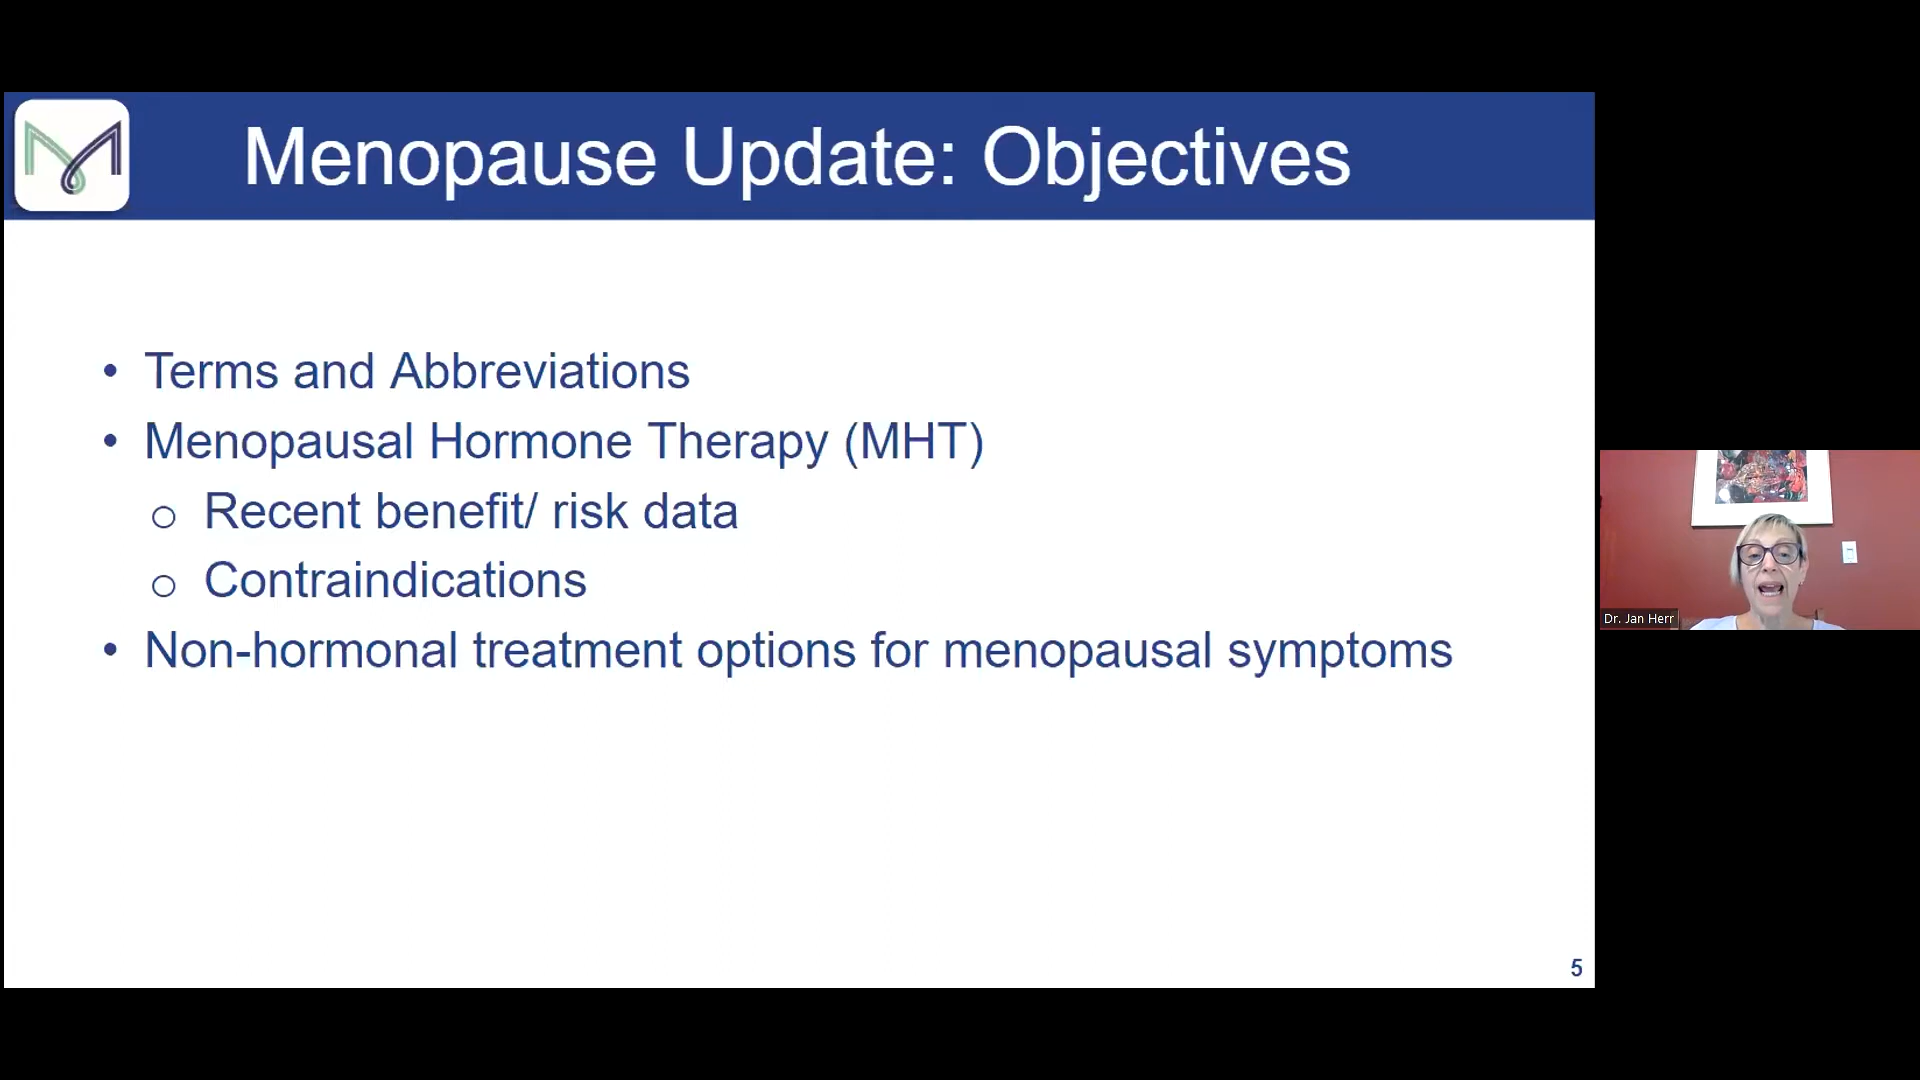 Menopause Update: Objectives
• Terms and Abbreviations
• Menopausal Hormone Therapy (MHT)
o Recent benefit/ risk data
o Contraindications
• Non-hormonal treatment options for menopausal symptoms
Dr. Jan Herr
5